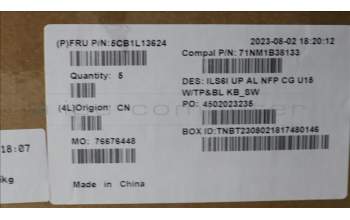 (P)FRU P/N:5CB1L13624
2023-08-02 18:20:12
Compal P/N:71NM1B38133
Quantity: 5
DES: ILS6I UP AL NFP CG U15
W/TP&BL KB_SW
(4L)Origion: CN
PO: 4502023235
BOX ID:TNBT2308021817480146
MO: 76676448
18:07
kg
Made in China